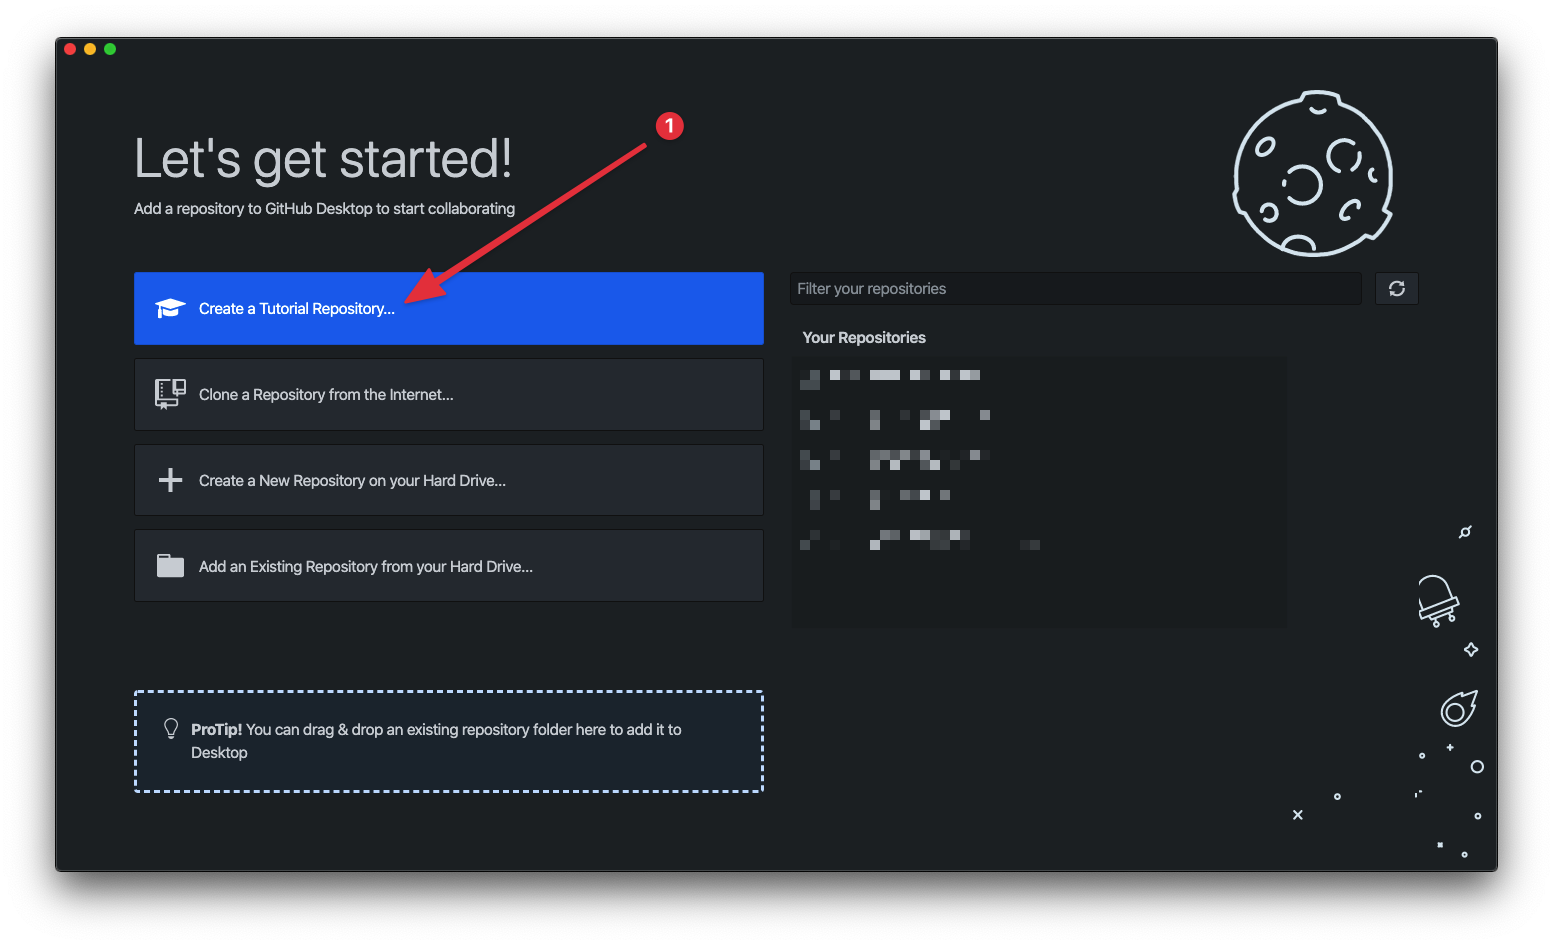 1
Let's get started!
Add a repository to GitHub Desktop to start collaborating
Create a Tutorial Repository...
Clone a Repository from the Internet...
Create a New Repository on your Hard Drive...
Add an Existing Repository from your Hard Drive...
ProTip! You can drag & drop an existing repository folder here to add it to
Desktop
Filter your repositories
Your Repositories